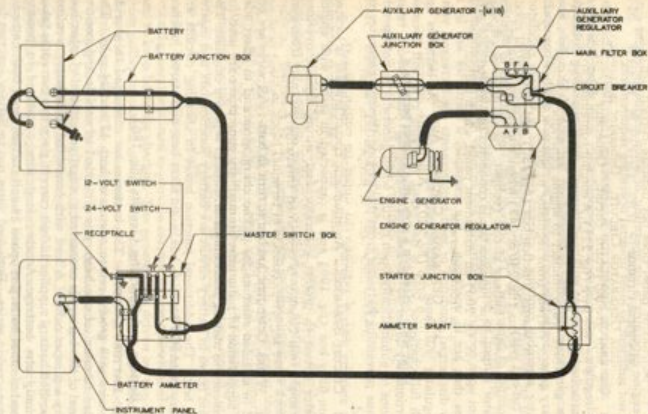 BATTERY
BATTERY JUNCTION BOX
AUXILIARY GENERATOR-(M18)
AUXILIARY GENERATOR
JUNCTION BOX
AUXILIARY
GENERATOR
REGULATOR
MAIN FILTER BOX
CIRCUIT BREAKER
B F A
A F B
ENGINE GENERATOR
ENGINE GENERATOR REGULATOR
12-VOLT SWITCH
24-VOLT SWITCH
RECEPTACLE
MASTER SWITCH BOX
STARTER JUNCTION BOX
AMMETER SHUNT
BATTERY AMMETER
INSTRUMENT PANEL